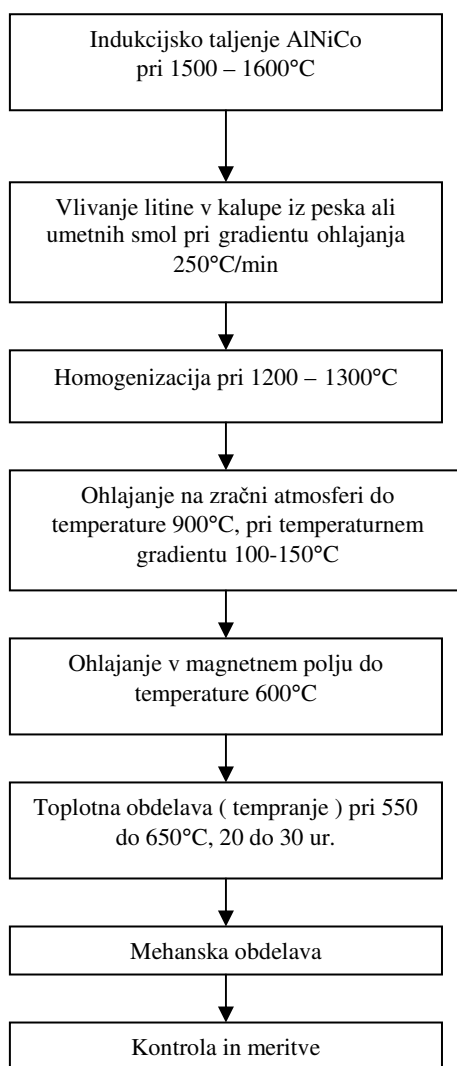 Indukcijsko taljenje AlNiCo
pri 1500 – 1600°C
Vlivanje litine v kalupe iz peska ali
umetnih smol pri gradientu ohlajanja
250°C/min
Homogenizacija pri 1200 – 1300°C
Ohlajanje na zračni atmosferi do
temperature 900°C, pri temperaturnem
gradientu 100-150°C
Ohlajanje v magnetnem polju do
temperature 600°C
Toplotna obdelava ( tempranje ) pri 550
do 650°C, 20 do 30 ur.
Mehanska obdelava
Kontrola in meritve